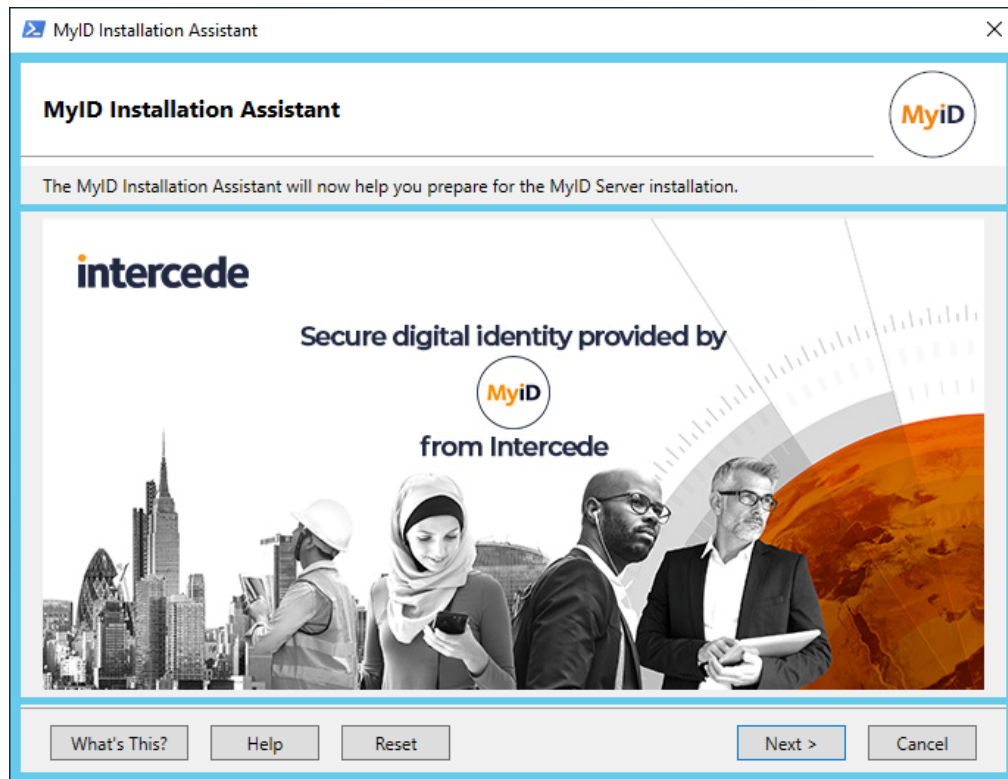 MyID Installation Assistant
MyID Installation Assistant
MyiD
The MyID Installation Assistant will now help you prepare for the MyID Server installation.
intercede
Secure digital identity provided by
MyiD
from Intercede
What's This?
Help
Reset
Next >
Cancel